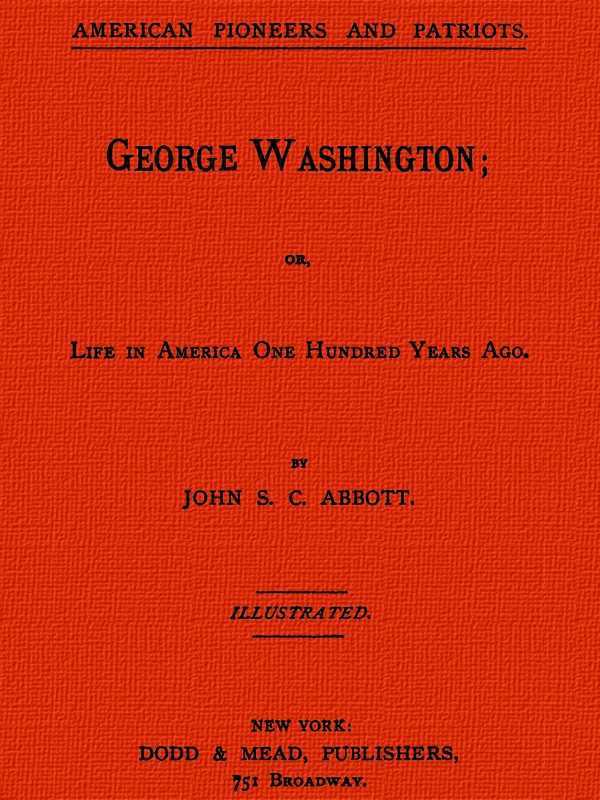 AMERICAN PIONEERS AND PATRIOTS.
GEORGE WASHINGTON;
OR,
LIFE IN AMERICA ONE HUNDRED YEARS AGO.
BY
JOHN S. C. ABBOTT.
ILLUSTRATED.
NEW YORK:
DODD & MEAD, PUBLISHERS,
751 BROADWAY.